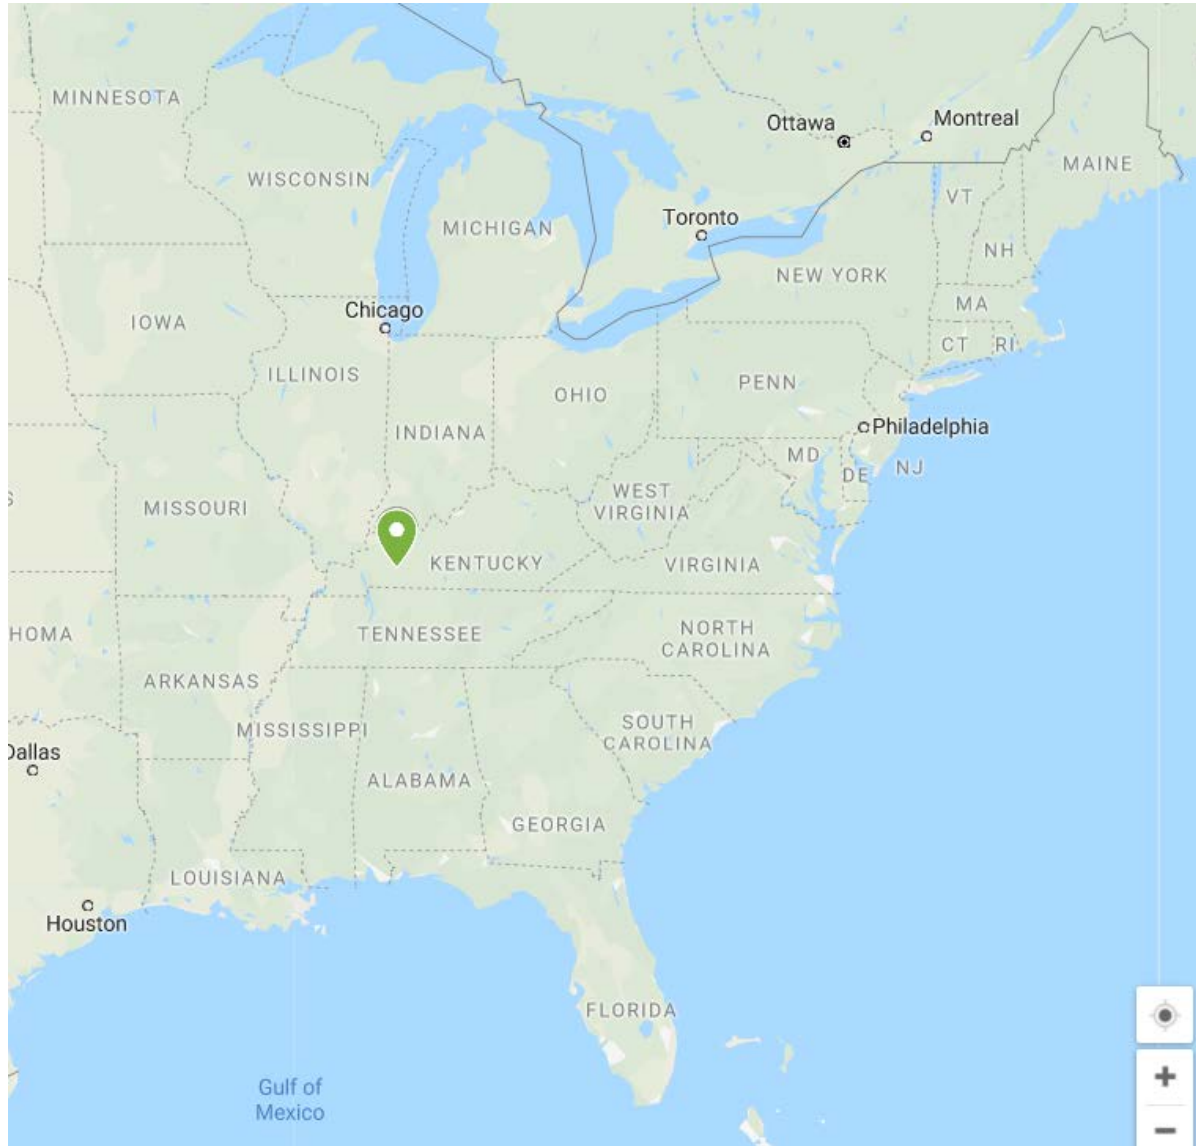 MINNESOTA
Ottawa
Montreal
MAINE
WISCONSIN
VT
MICHIGAN
Toronto
NH
NEW YORK
MA
Chicago
IOWA
CT
RI
ILLINOIS
PENN
OHIO
INDIANA
Philadelphia
MD
DE
NJ
MISSOURI
WEST
VIRGINIA
KENTUCKY
VIRGINIA
HOMA
TENNESSEE
NORTH
CAROLINA
ARKANSAS
MISSISSIPPI
SOUTH
CAROLINA
Dallas
ALABAMA
GEORGIA
LOUISIANA
Houston
FLORIDA
Gulf of
Mexico
+
−